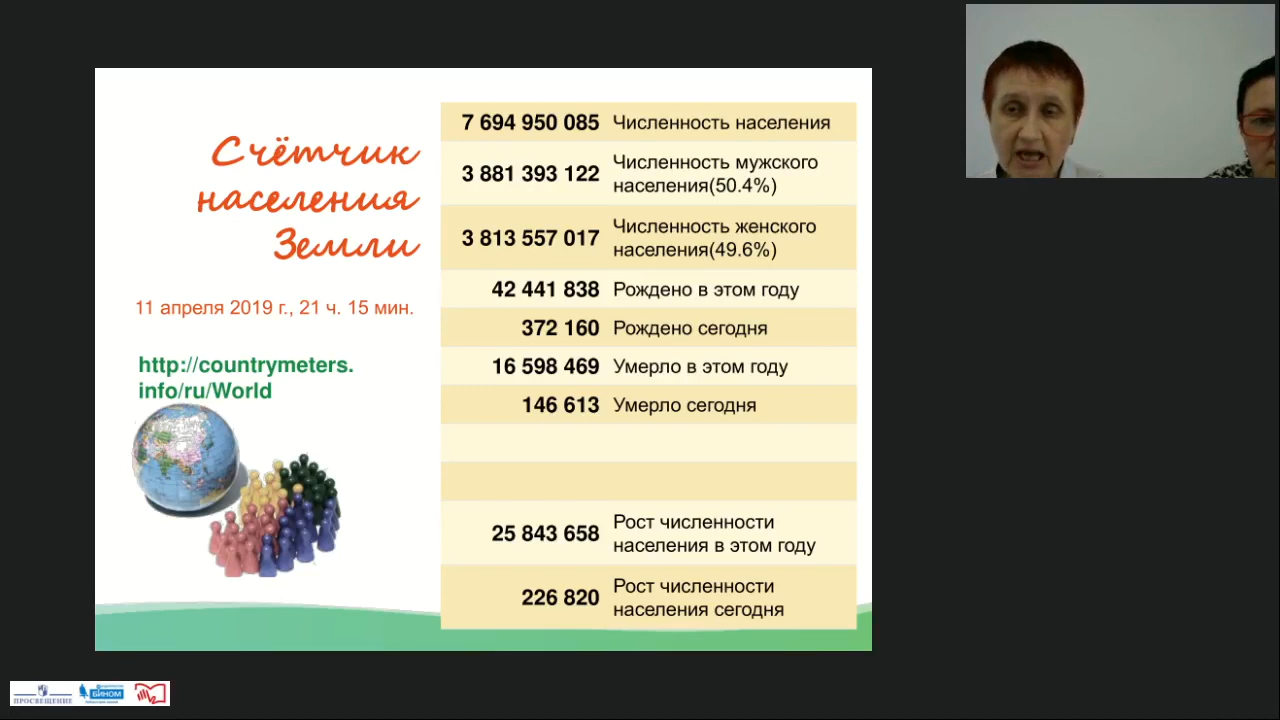 Счётчик
населения
Земли
11 апреля 2019 г., 21 ч. 15 мин.
http://countrymeters.
info/ru/World
7 694 950 085 Численность населения
3 881 393 122 Численность мужского
населения(50.4%)
3 813 557 017 Численность женского
населения(49.6%)
42 441 838 Рождено в этом году
372 160 Рождено сегодня
16 598 469 Умерло в этом году
146 613 Умерло сегодня
25 843 658 Рост численности
населения в этом году
226 820 Рост численности
населения сегодня
ПРОСВЕЩЕНИЕ
БИНОМ